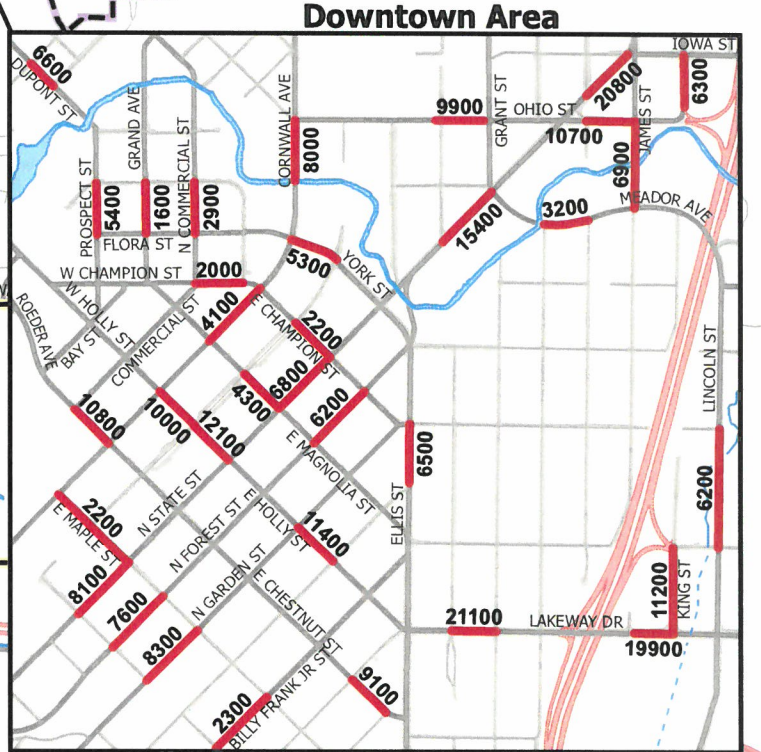 Downtown Area
IOWA ST
6600
DUPONT ST
20800
6300
GRAND AVE
CORNWALL AVE
9900
GRANT ST
OHIO ST
10700
JAMES ST
N COMMERCIAL ST
8000
6900
PROSPECT ST
5400
1600
2900
3200
MEADOR AVE
15400
FLORA ST
5300
YORK ST
W CHAMPION ST
2000
W HOLLY ST
4100
E CHAMPION ST
2200
ROEDER AVE
BAY ST
COMMERCIAL ST
LINCOLN ST
4300
6800
6200
10800
10000
12100
E MAGNOLIA ST
6500
6200
2200
E MAPLE ST
N STATE ST
E HOLLY ST
11400
ELLIS ST
N FOREST ST
8100
7600
N GARDEN ST
E CHESTNUT ST
11200
KING ST
21100
LAKEWAY DR
19900
8300
9100
2300
BILLY FRANK JR ST